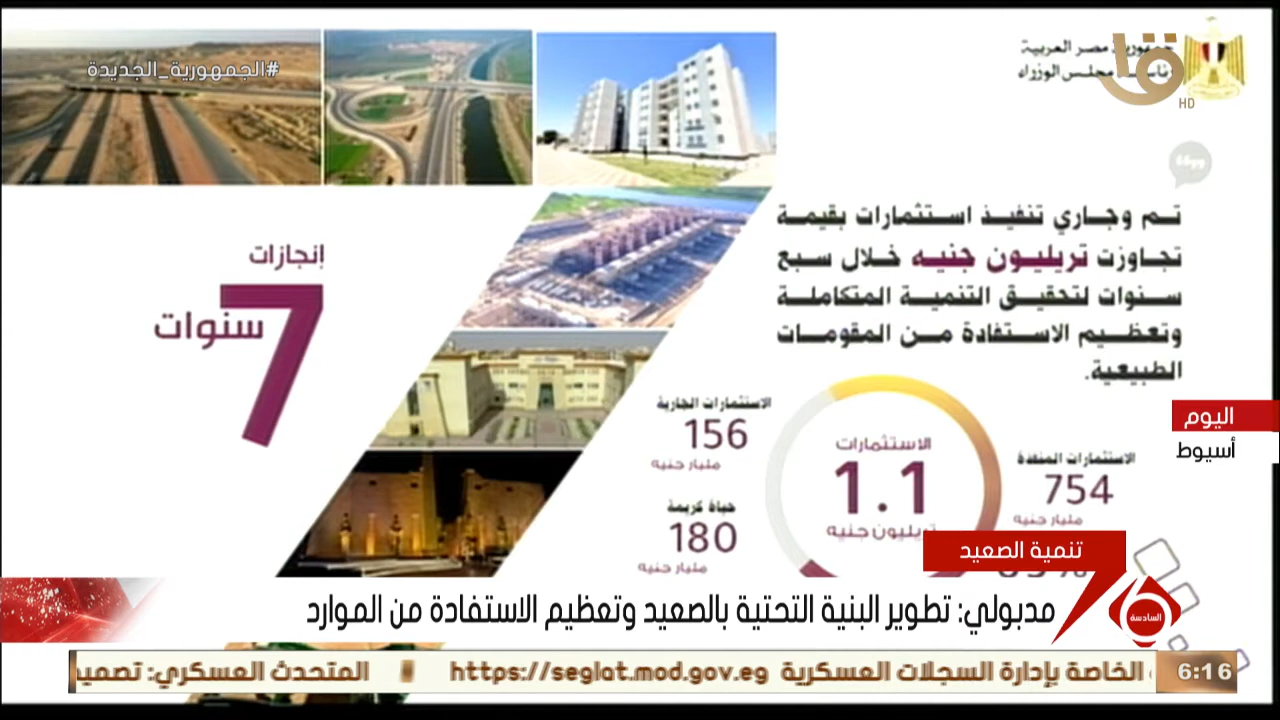 #الجمهورية_الجديدة
جمهورية مصر العربية
مجلس الوزراء
HD
إنجازات
7
سنوات
تم وجاري تنفيذ استثمارات بقيمة
تجاوزت تريليون جنيه خلال سبع
سنوات لتحقيق التنمية المتكاملة
وتعظيم الاستفادة من المقومات
الطبيعية.
الاستثمارات الجارية
156
مليار جنيه
حياة كريمة
180
مليار جنيه
الاستثمارات
1.1
تريليون جنيه
الاستثمارات المنفذة
754
مليار جنيه
اليوم
أسيوط
تنمية الصعيد
السادسة
مدبولي: تطوير البنية التحتية بالصعيد وتعظيم الاستفادة من الموارد
الخاصة بإدارة السجلات العسكرية https://seglat.mod.gov.eg
المتحدث العسكري:
6:16